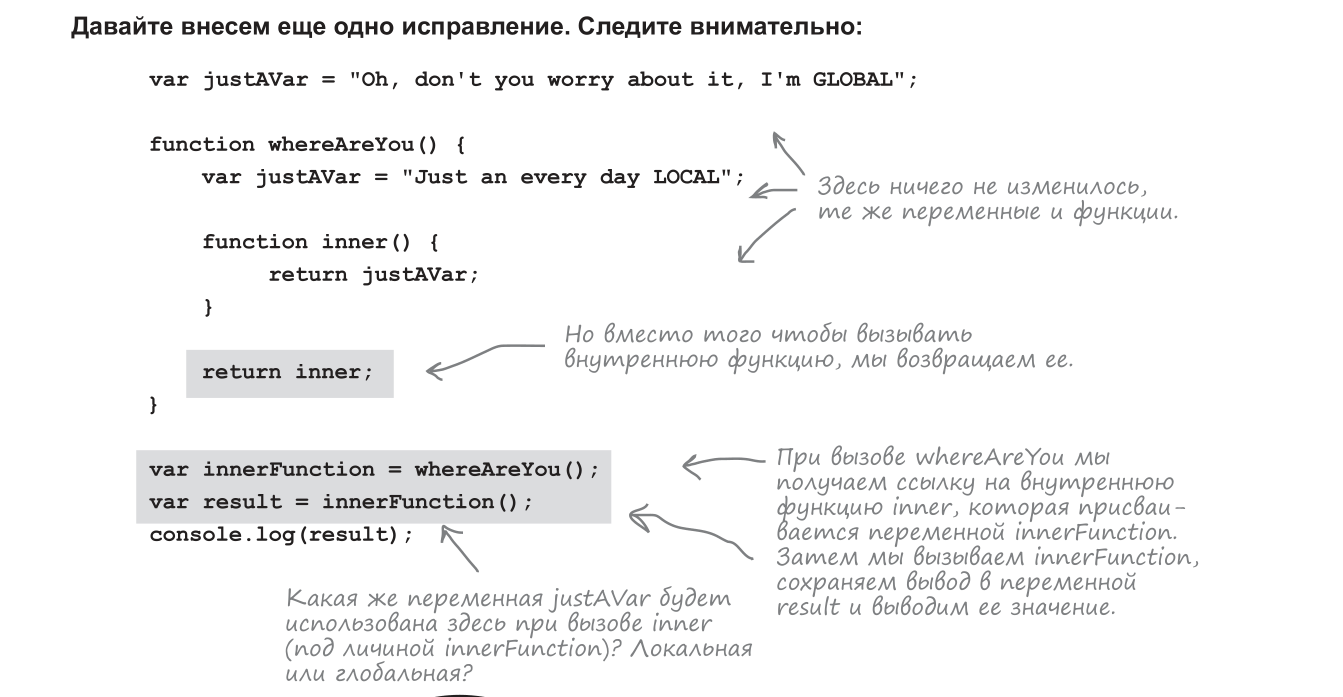 Давайте внесем еще одно исправление. Следите внимательно:
var justAVar = "Oh, don't you worry about it, I'm GLOBAL";
function whereAreYou() {
var justAVar = "Just an every day LOCAL";
Здесь ничего не изменилось,
те же переменные и функции.
function inner() {
return justAVar;
}
Но вместо того чтобы вызывать
внутреннюю функцию, мы возвращаем ее.
return inner;
}
var innerFunction = whereAreYou();
var result = innerFunction();
console.log(result);
При вызове whereAreYou мы
получаем ссылку на внутреннюю
функцию inner, которая присваи-
вается переменной innerFunction.
Затем мы вызываем innerFunction,
сохраняем вывод в переменной
result и выводим ее значение.
Какая же переменная justAVar будет
использована здесь при вызове inner
(под личиной innerFunction)? Локальная
или глобальная?